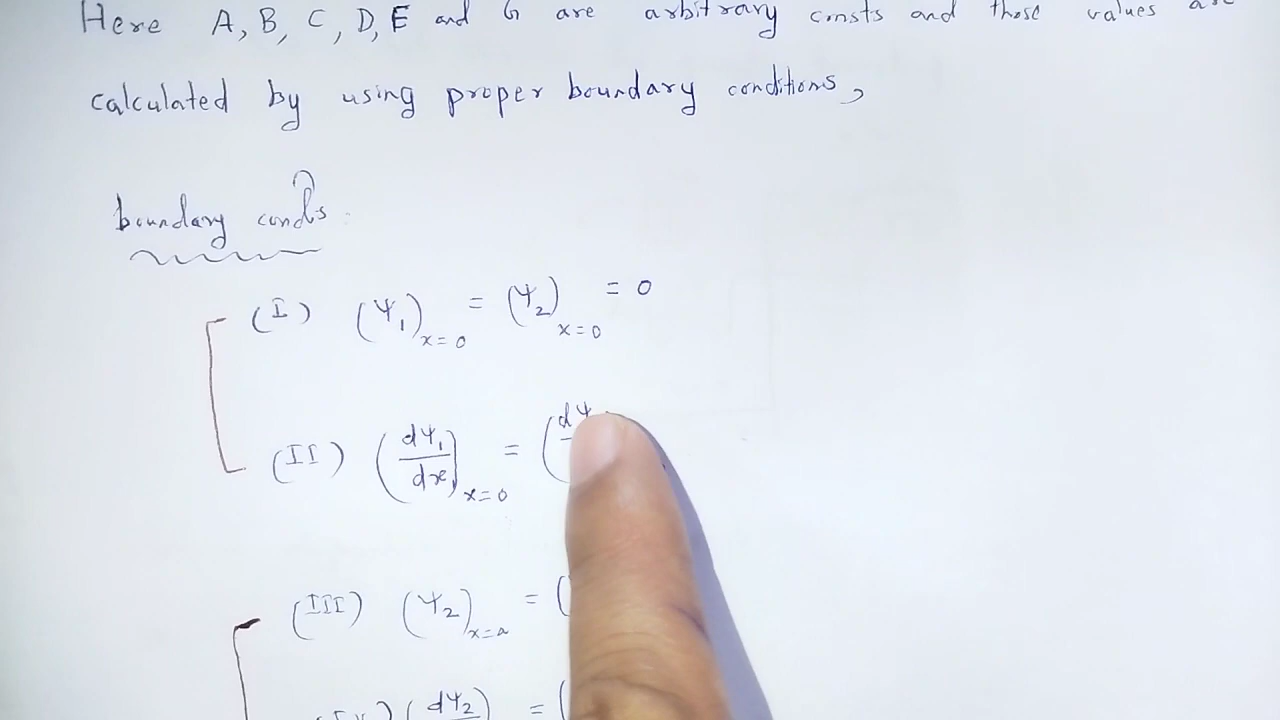 Here A, B, C, D, E and G are arbitrary consts and those values are
calculated by using proper boundary conditions,
boundary condns
(I) (Ψ1)x=0 = (Ψ2)x=0 = 0
(II) (dΨ1/dx)x=0 = (dΨ
(III) (Ψ2)x=a = (
(dΨ2) = (